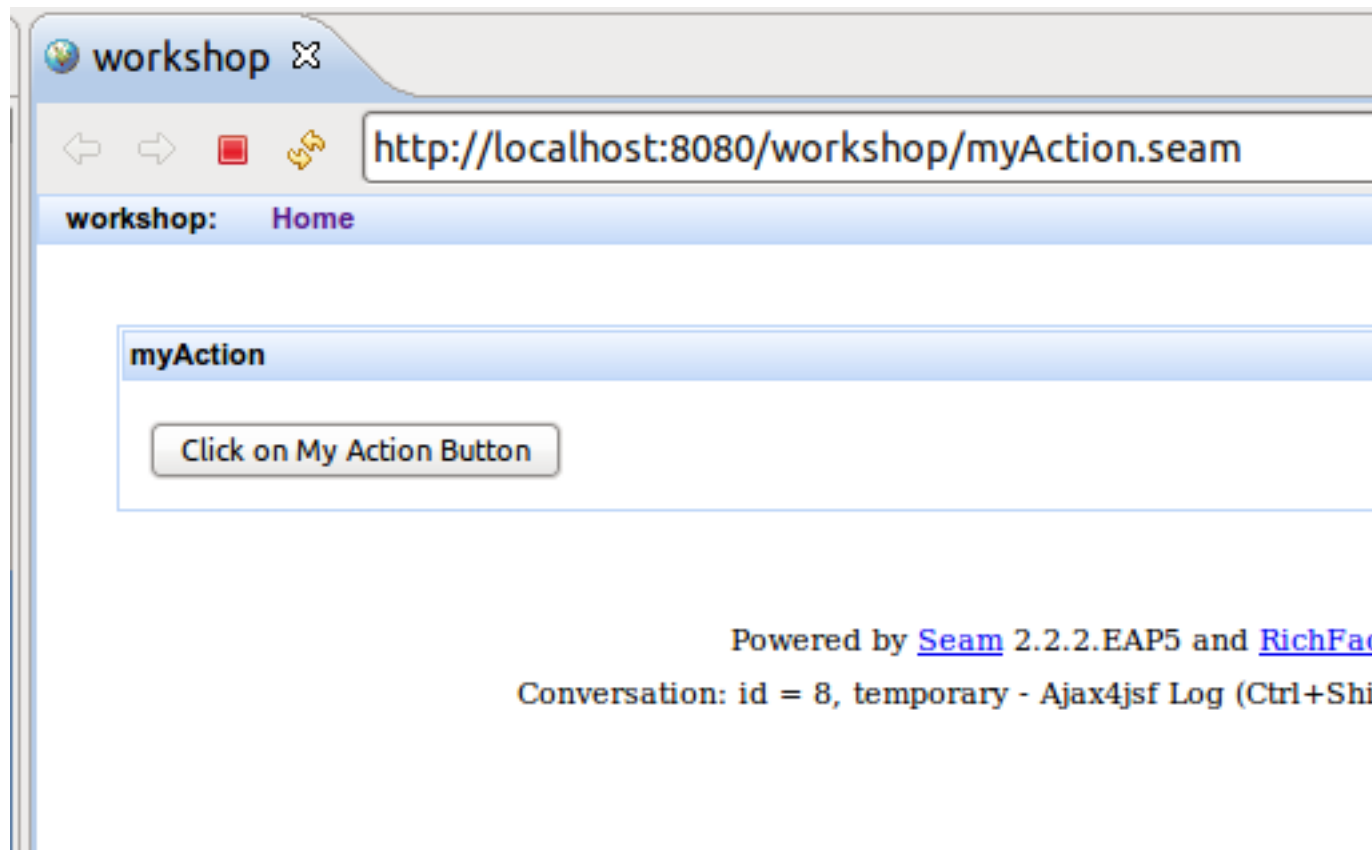 workshop
http://localhost:8080/workshop/myAction.seam
workshop: Home
myAction
Click on My Action Button
Powered by Seam 2.2.2.EAP5 and
Conversation: id = 8, temporary - Ajax4jsf Log